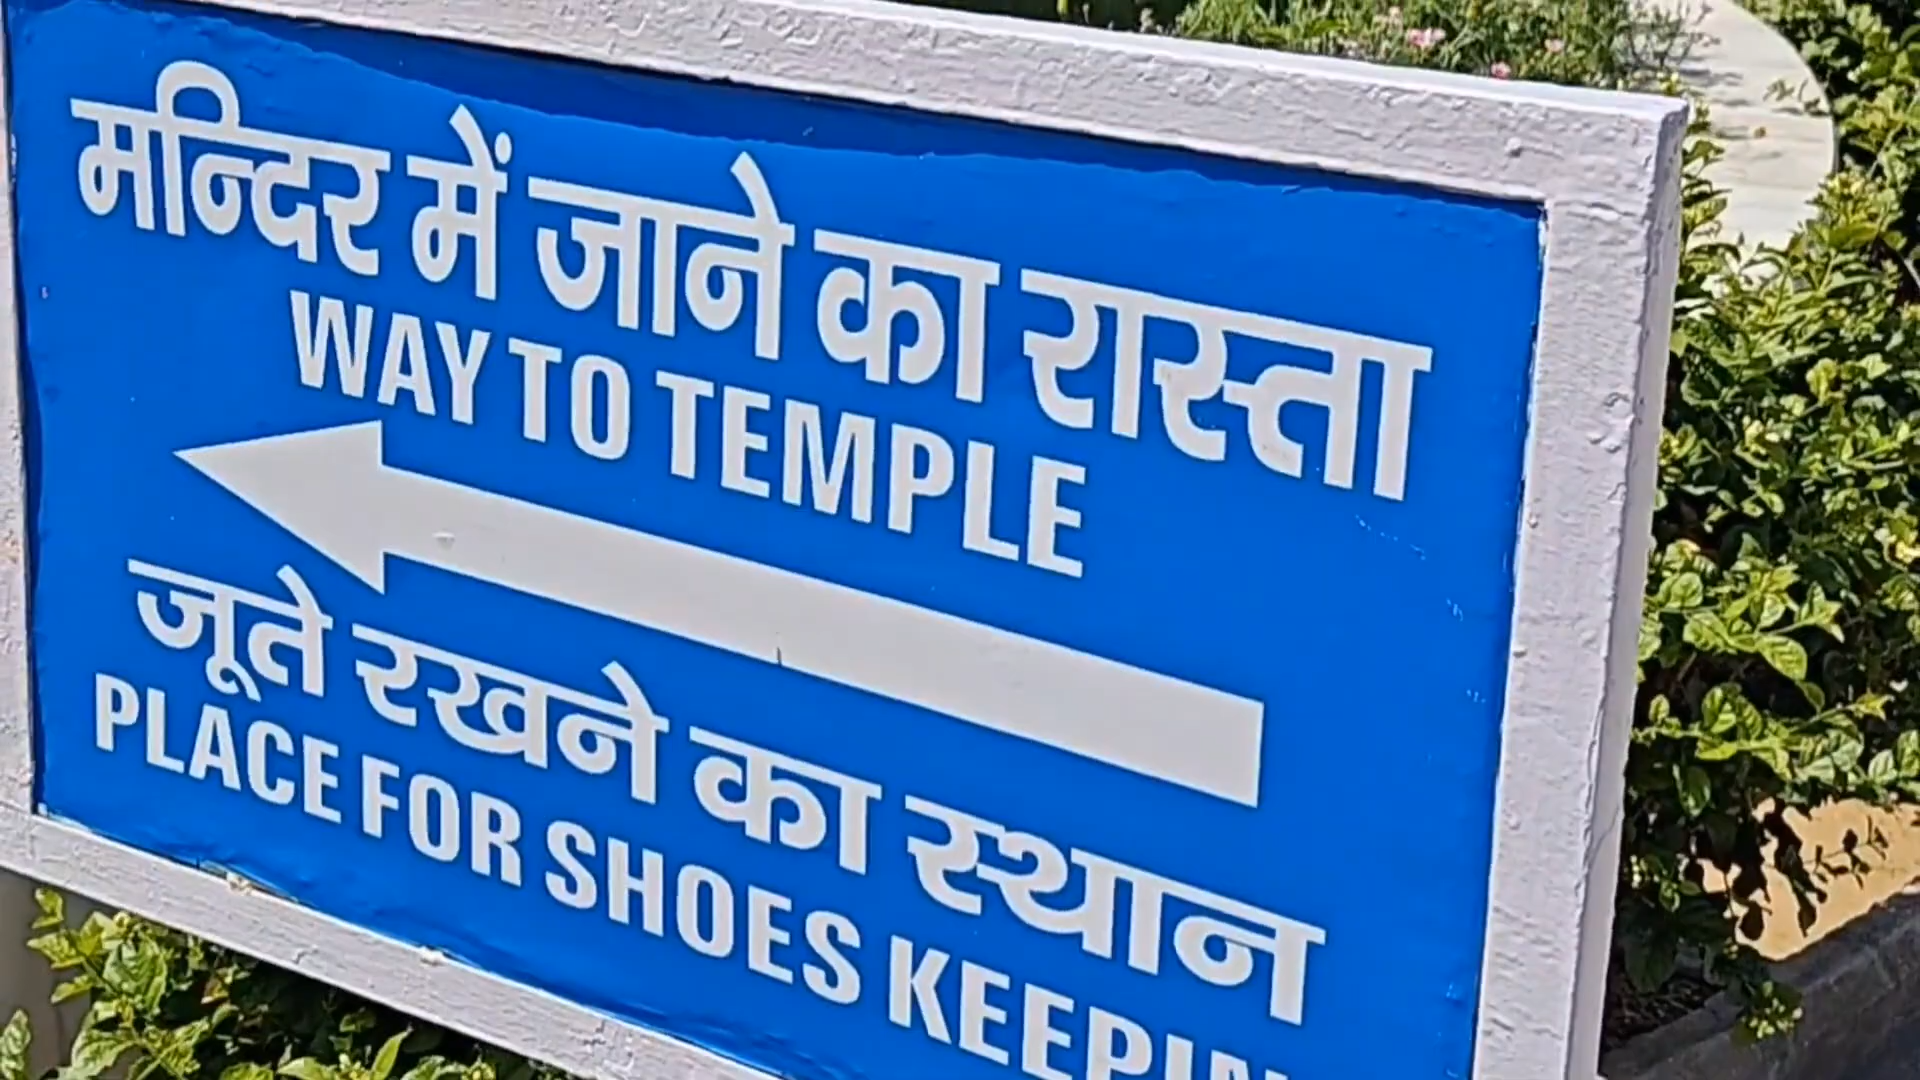 मन्दिर में जाने का रास्ता
WAY TO TEMPLE
जूते रखने का स्थान
PLACE FOR SHOES